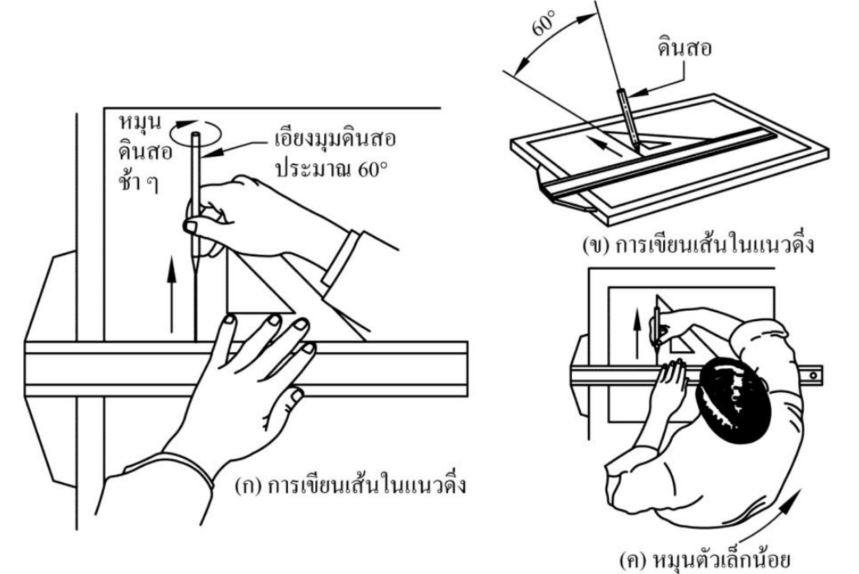 หมุน
ดินสอ
ช้า ๆ
เอียงมุมดินสอ
ประมาณ 60°
(ก) การเขียนเส้นในแนวดิ่ง
60°
ดินสอ
(ข) การเขียนเส้นในแนวดิ่ง
(ค) หมุนตัวเล็กน้อย